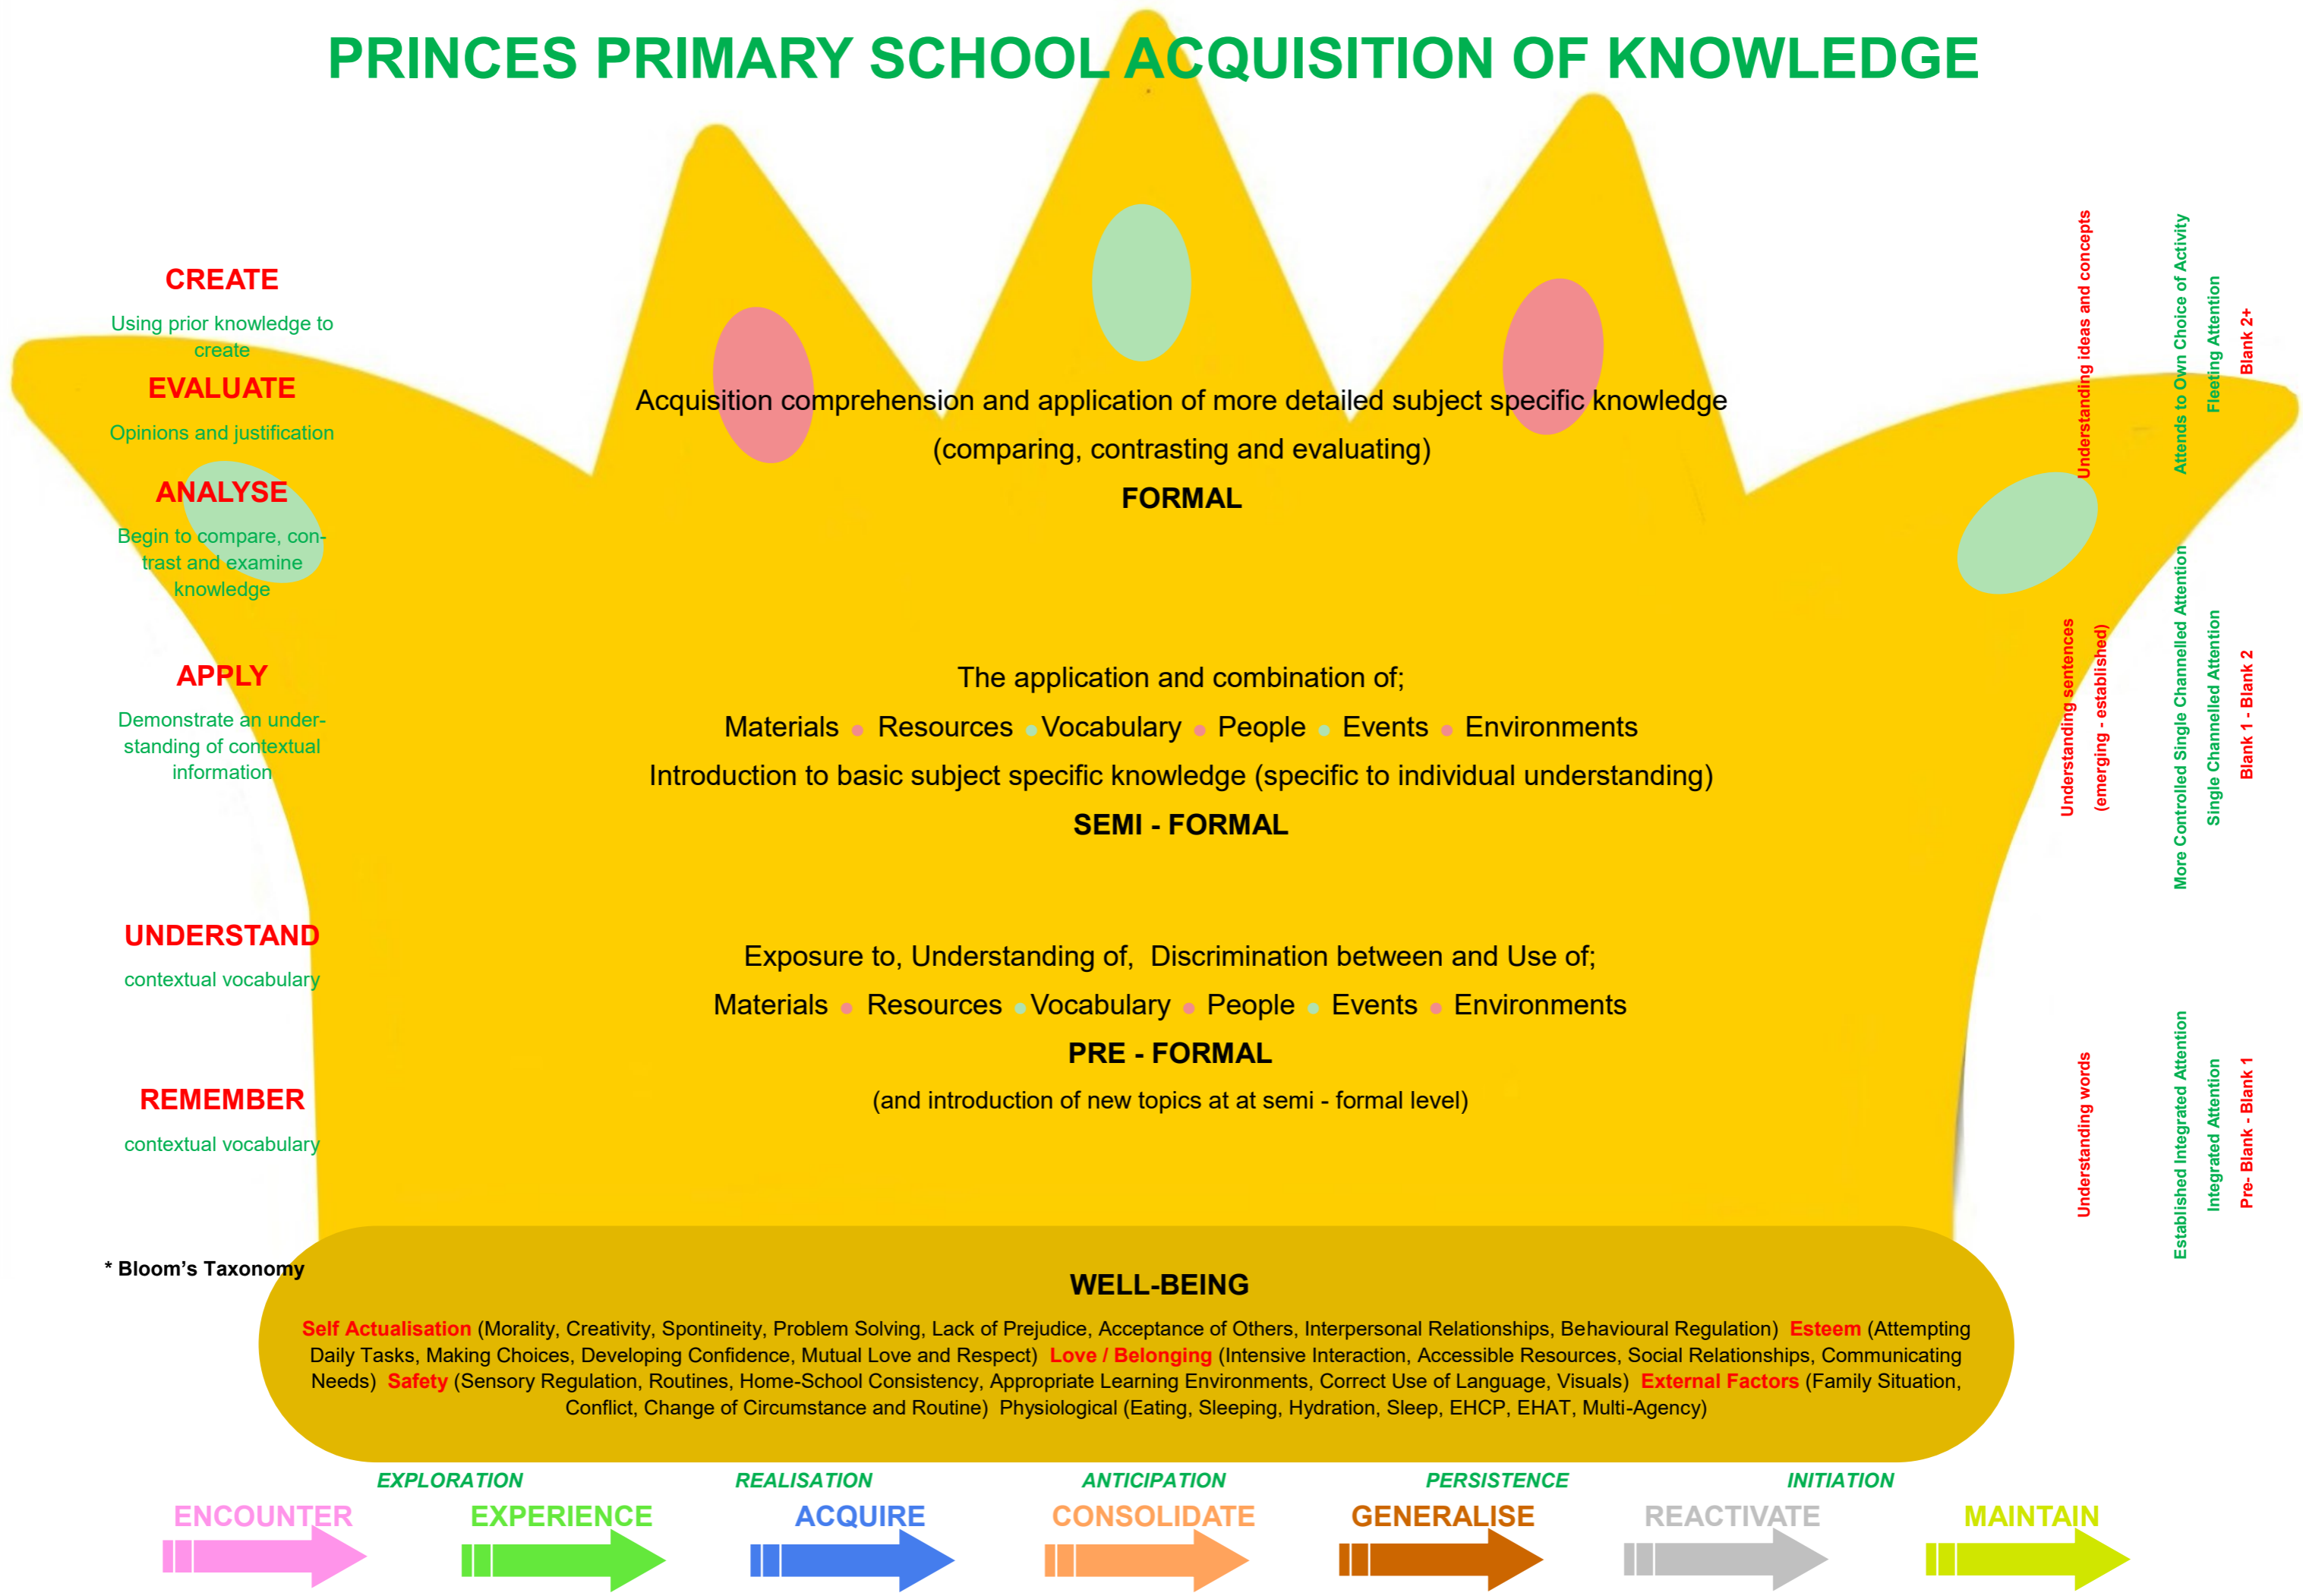 PRINCES PRIMARY SCHOOL ACQUISITION OF KNOWLEDGE
CREATE
Using prior knowledge to
create
EVALUATE
Opinions and justification
ANALYSE
Begin to compare, con-
trast and examine
knowledge
APPLY
Demonstrate an under-
standing of contextual
information
UNDERSTAND
contextual vocabulary
REMEMBER
contextual vocabulary
* Bloom's Taxonomy
Acquisition comprehension and application of more detailed subject specific knowledge
(comparing, contrasting and evaluating)
FORMAL
The application and combination of;
Materials • Resources • Vocabulary • People • Events • Environments
Introduction to basic subject specific knowledge (specific to individual understanding)
SEMI - FORMAL
Exposure to, Understanding of,  Discrimination between and Use of;
Materials • Resources • Vocabulary • People • Events • Environments
PRE - FORMAL
(and introduction of new topics at at semi - formal level)
Understanding ideas and concepts
Attends to Own Choice of Activity
Fleeting Attention
Blank 2+
Understanding sentences
(emerging - established)
More Controlled Single Channelled Attention
Single Channelled Attention
Blank 1 - Blank 2
Understanding words
Established Integrated Attention
Integrated Attention
Pre- Blank - Blank 1
WELL-BEING
Self Actualisation (Morality, Creativity, Spontineity, Problem Solving, Lack of Prejudice, Acceptance of Others, Interpersonal Relationships, Behavioural Regulation)  Esteem (Attempting
Daily Tasks, Making Choices, Developing Confidence, Mutual Love and Respect)  Love / Belonging (Intensive Interaction, Accessible Resources, Social Relationships, Communicating
Needs)  Safety (Sensory Regulation, Routines, Home-School Consistency, Appropriate Learning Environments, Correct Use of Language, Visuals)  External Factors (Family Situation,
Conflict, Change of Circumstance and Routine)  Physiological (Eating, Sleeping, Hydration, Sleep, EHCP, EHAT, Multi-Agency)
EXPLORATION REALISATION ANTICIPATION PERSISTENCE INITIATION
ENCOUNTER EXPERIENCE ACQUIRE CONSOLIDATE GENERALISE REACTIVATE MAINTAIN